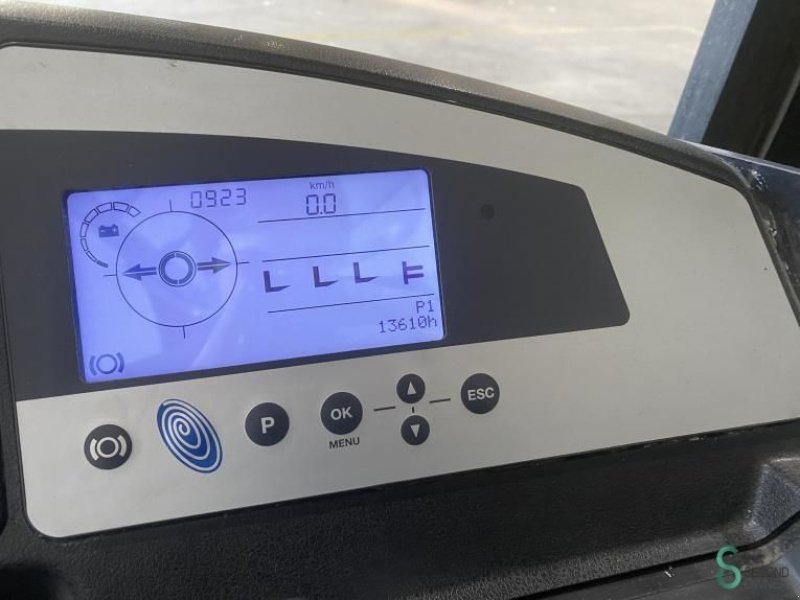 0923
km/h
0.0
P1
13610h
P
OK
MENU
ESC